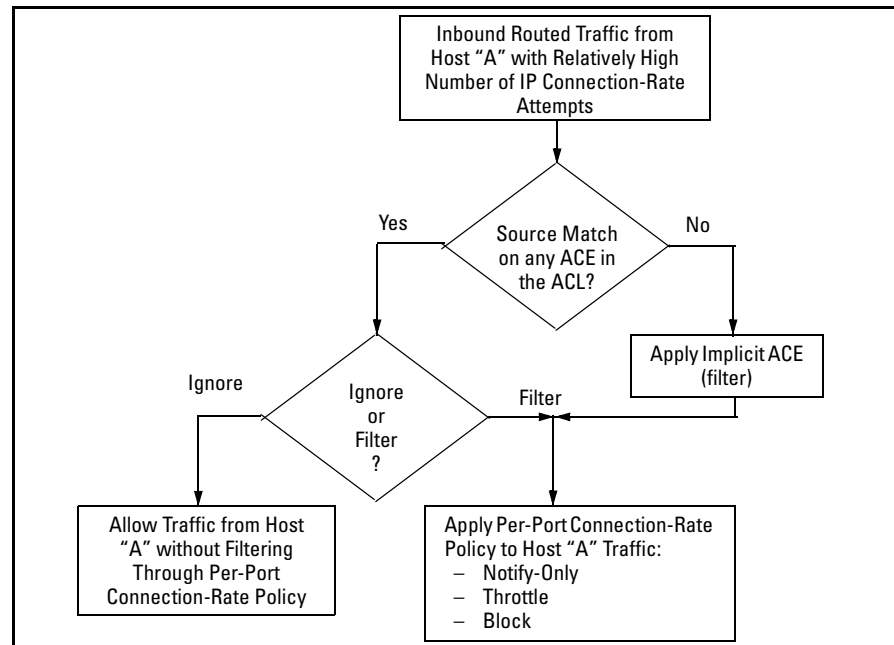 Inbound Routed Traffic from
Host “A” with Relatively High
Number of IP Connection-Rate
Attempts
Yes
No
Source Match
on any ACE in
the ACL?
Apply Implicit ACE
(filter)
Ignore
Ignore
or
Filter
?
Filter
Allow Traffic from Host
“A” without Filtering
Through Per-Port
Connection-Rate Policy
Apply Per-Port Connection-Rate
Policy to Host “A” Traffic:
– Notify-Only
– Throttle
– Block